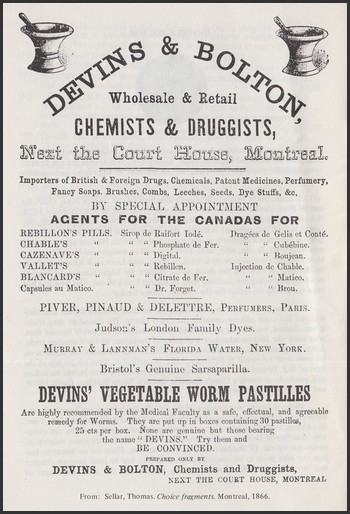 DEVINS & BOLTON,
Wholesale & Retail
CHEMISTS & DRUGGISTS,
Next the Court House, Montreal.
Importers of British & Foreign Drugs, Chemicals, Patent Medicines, Perfumery,
Fancy Soaps, Brushes, Combs, Leeches, Seeds, Dye Stuffs, &c.
BY SPECIAL APPOINTMENT
AGENTS FOR THE CANADAS FOR
REBILLON'S PILLS. Sirop de Raifort Iodé. Dragées de Gelis et Conté.
CHABLE'S " " " Phosphate de Fer. " " Cubébine.
CAZENAVE'S " " " Digital. " " Boujean.
VALLET'S " " " Rebillen. Injection de Chable.
BLANCARD'S " " " Citrate de Fer. " " Matico.
Capsules au Matico. " " Dr. Forget. " " Brou.
PIVER, PINAUD & DELETTRE, PERFUMERS, PARIS.
Judson's London Family Dyes.
MURRAY & LANNMAN'S FLORIDA WATER, NEW YORK.
Bristol's Genuine Sarsaparilla.
DEVINS' VEGETABLE WORM PASTILLES
Are highly recommended by the Medical Faculty as a safe, effectual, and agreeable
remedy for Worms. They are put up in boxes containing 30 pastilles,
25 cts per box. None are genuine but those bearing
the name "DEVINS." Try them and
BE CONVINCED.
PREPARED ONLY BY
DEVINS & BOLTON, Chemists and Druggists,
NEXT THE COURT HOUSE, MONTREAL
From: Sellar, Thomas. Choice fragments. Montreal, 1866.